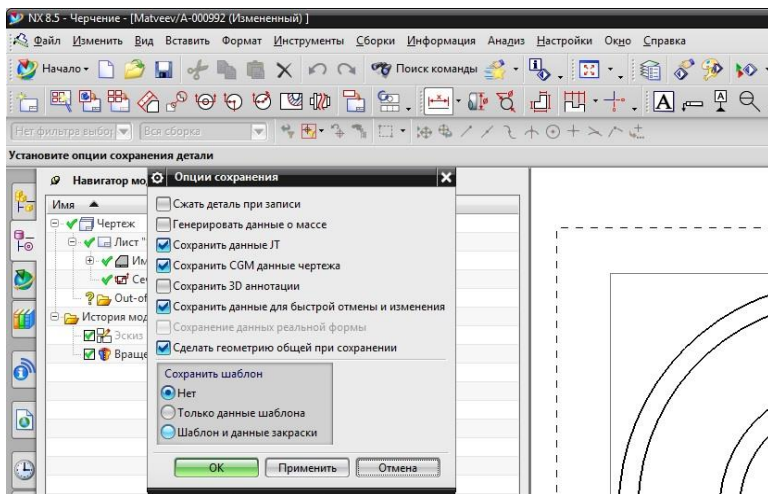 NX 8.5 - Черчение - [Matveev/A-000992 (Измененный) ]
Файл Изменить Вид Вставить Формат Инструменты Сборки Информация Анализ Настройки Окно Справка
Начало Поиск команды
Нет фильтра выбор Вся сборка
Установите опции сохранения детали
Навигатор мо
Имя
Чертеж
Лист "
Им
Се
Out-of
История мод
Эскиз
Враще
Опции сохранения
Сжать деталь при записи
Генерировать данные о массе
Сохранить данные JT
Сохранить CGM данные чертежа
Сохранить 3D аннотации
Сохранить данные для быстрой отмены и изменения
Сохранение данных реальной формы
Сделать геометрию общей при сохранении
Сохранить шаблон
Нет
Только данные шаблона
Шаблон и данные закраски
OK Применить Отмена